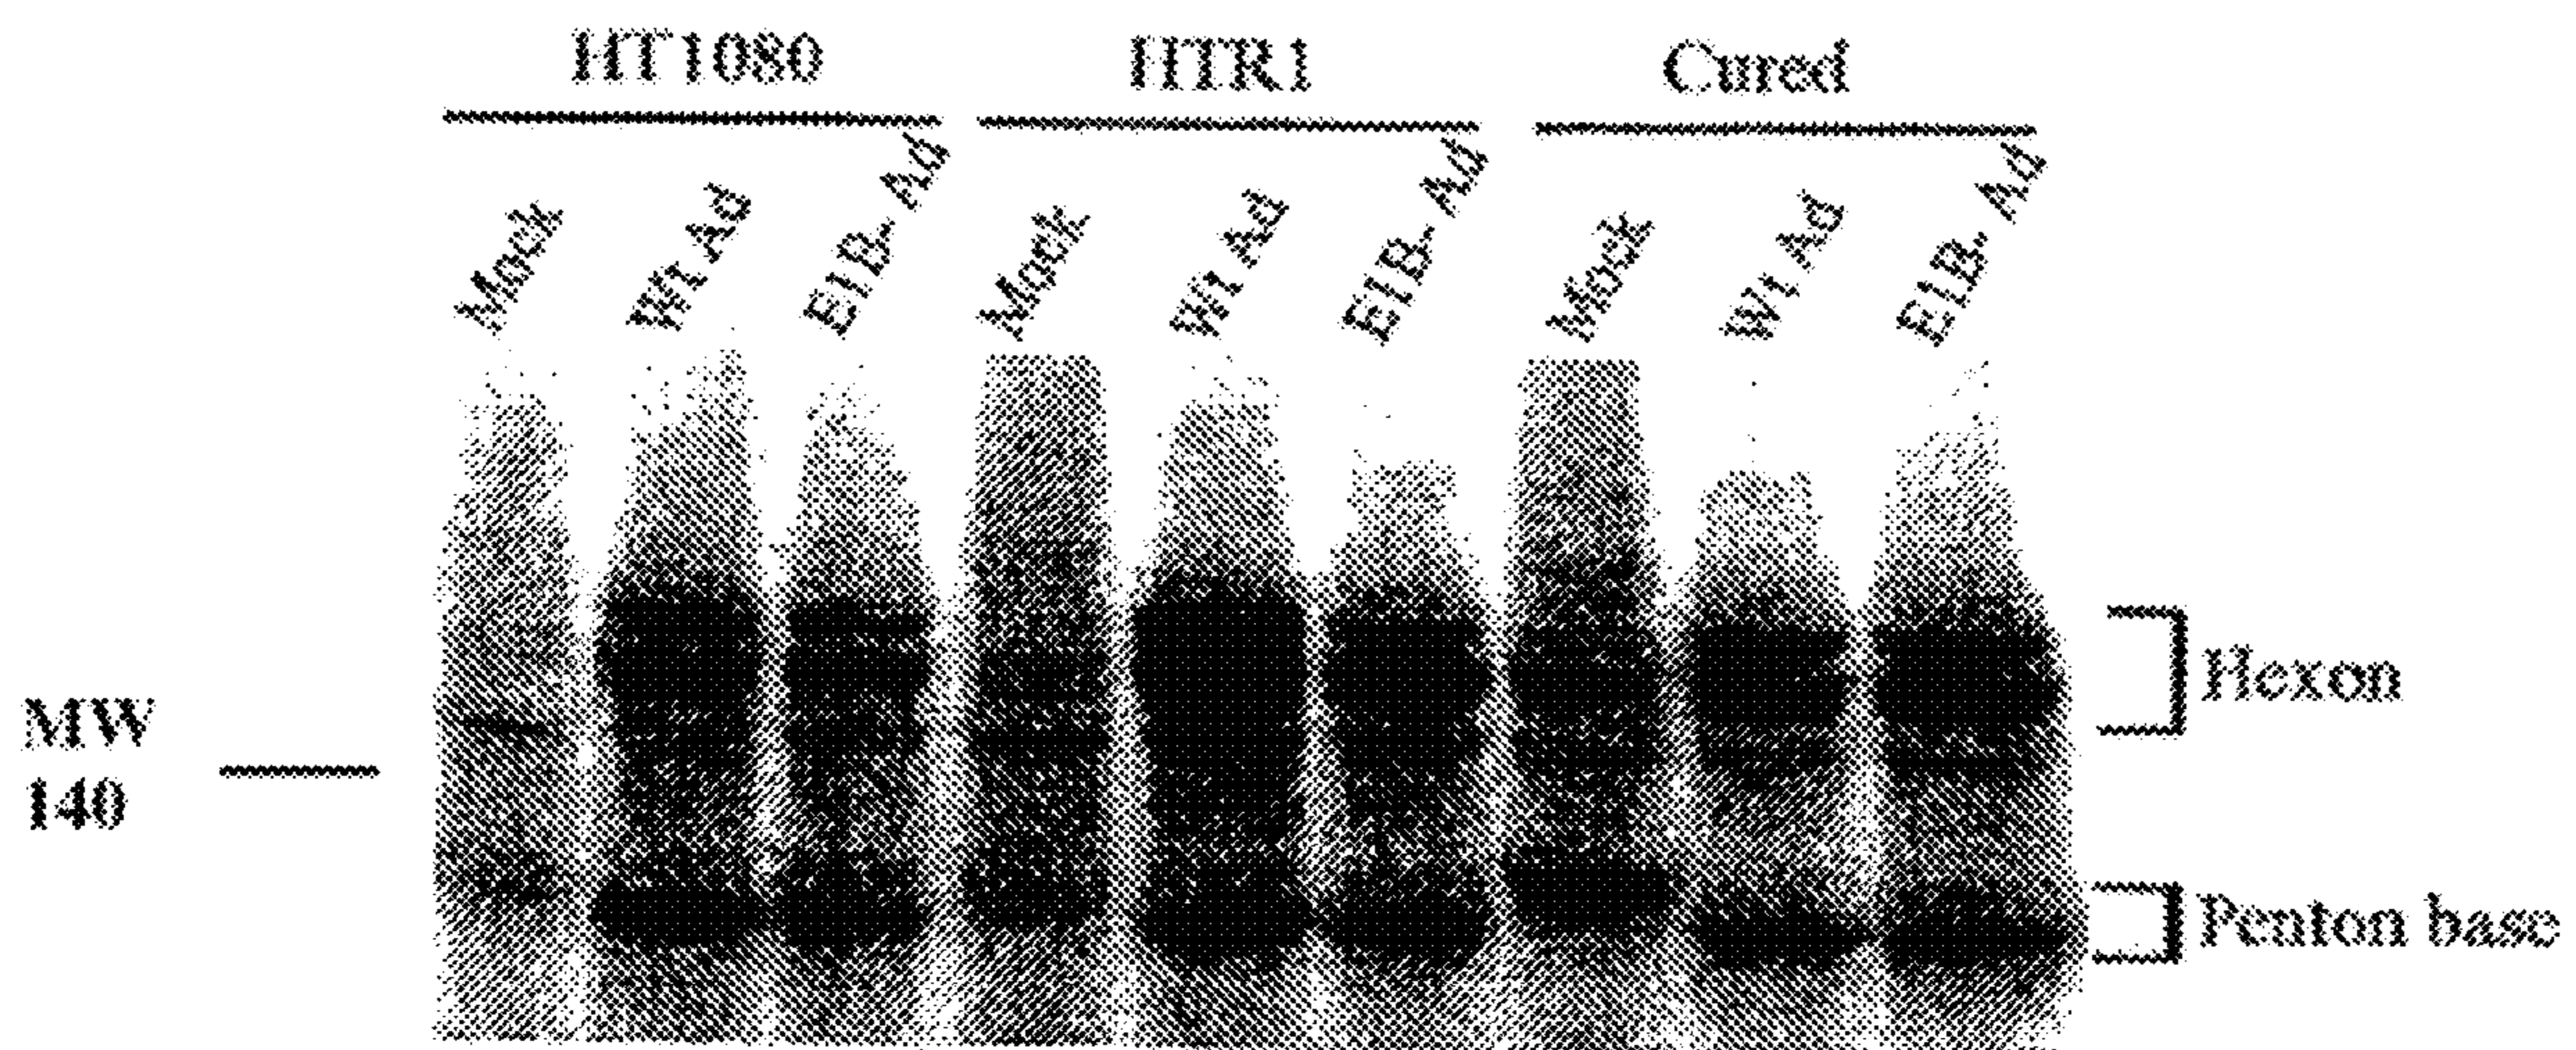 HT1080 HTR1 Cured
Mock Wt Ad E1B- Ad Mock Wt Ad E1B- Ad Mock Wt Ad E1B- Ad
Hexon
MW
140
Penton base